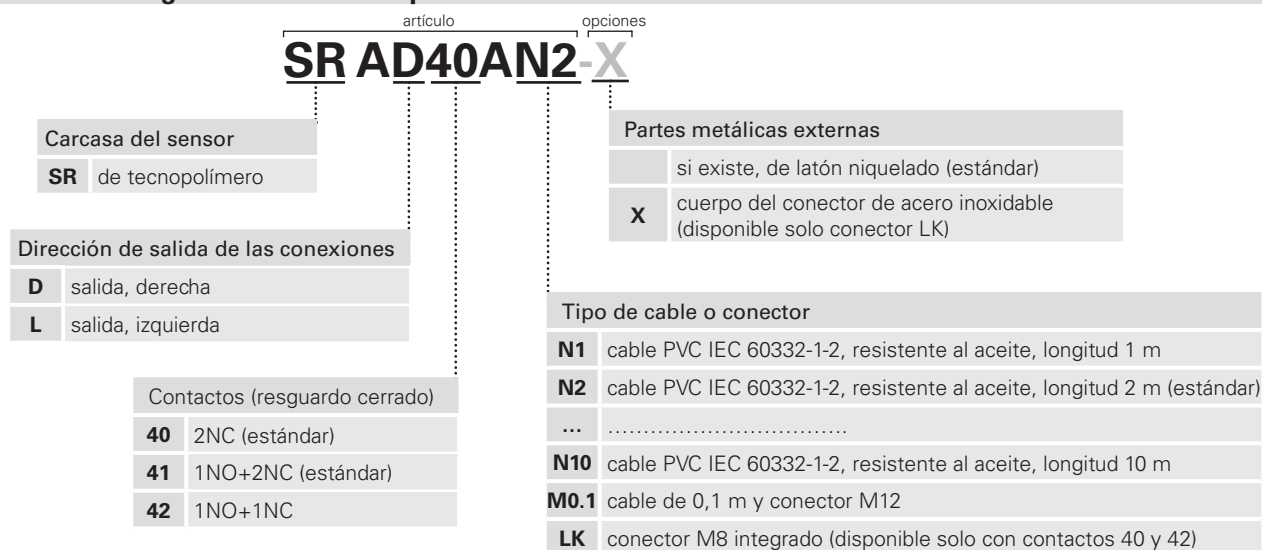 artículo
opciones
SR AD40AN2-X
Carcasa del sensor
SR de tecnopolímero
Dirección de salida de las conexiones
D salida, derecha
L salida, izquierda
Contactos (resguardo cerrado)
40 2NC (estándar)
41 1NO+2NC (estándar)
42 1NO+1NC
Partes metálicas externas
si existe, de latón niquelado (estándar)
X cuerpo del conector de acero inoxidable
(disponible solo conector LK)
Tipo de cable o conector
N1 cable PVC IEC 60332-1-2, resistente al aceite, longitud 1 m
N2 cable PVC IEC 60332-1-2, resistente al aceite, longitud 2 m (estándar)
... ....................................
N10 cable PVC IEC 60332-1-2, resistente al aceite, longitud 10 m
M0.1 cable de 0,1 m y conector M12
LK conector M8 integrado (disponible solo con contactos 40 y 42)